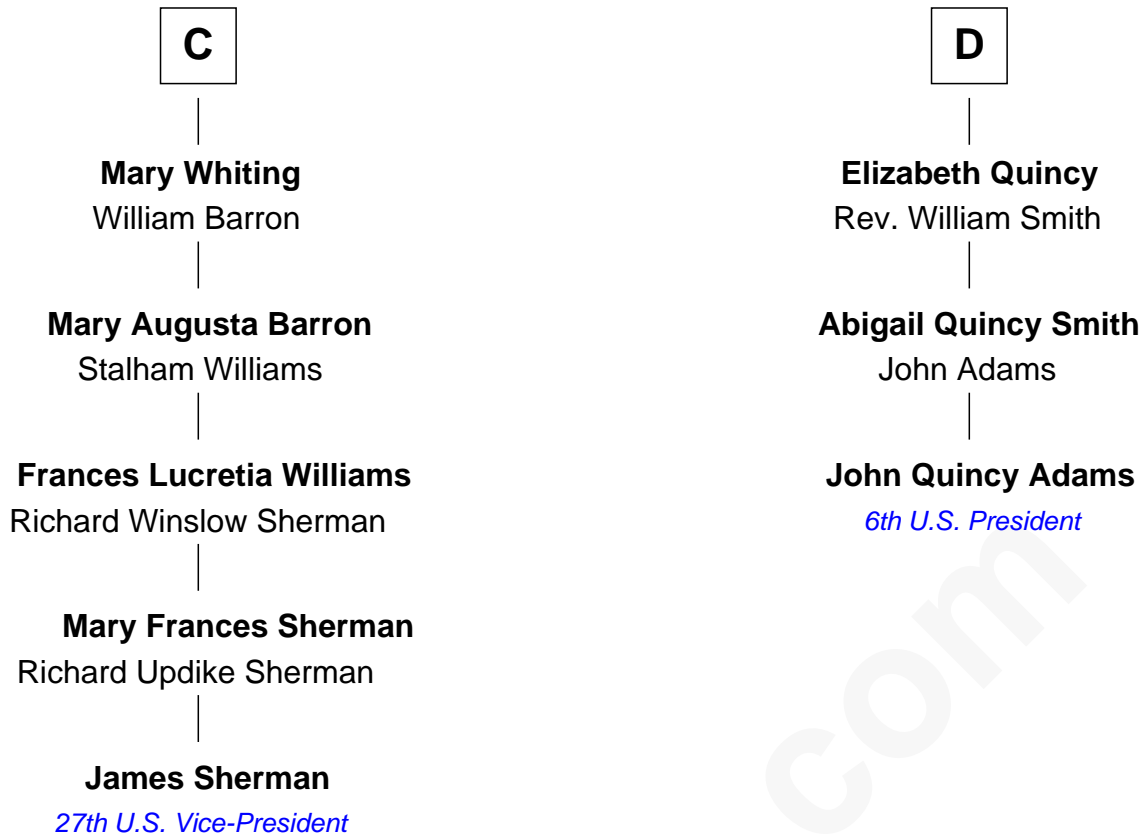 C
Mary Whiting
William Barron
Mary Augusta Barron
Stalham Williams
Frances Lucretia Williams
Richard Winslow Sherman
Mary Frances Sherman
Richard Updike Sherman
James Sherman
27th U.S. Vice-President
D
Elizabeth Quincy
Rev. William Smith
Abigail Quincy Smith
John Adams
John Quincy Adams
6th U.S. President
com